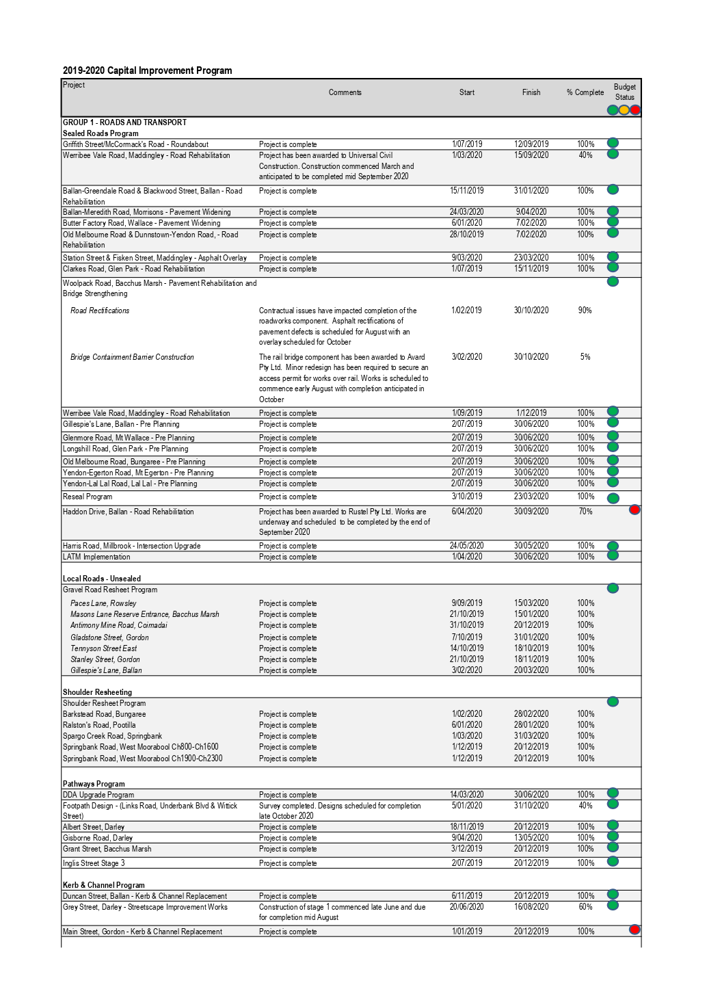 2019-2020 Capital Improvement Program
Project Comments Start Finish % Complete Budget Status
GROUP 1 - ROADS AND TRANSPORT
Sealed Roads Program
Griffith Street/McCormack's Road - Roundabout Project is complete 1/07/2019 12/09/2019 100%
Werribee Vale Road, Maddingley - Road Rehabilitation Project has been awarded to Universal Civil 1/03/2020 15/09/2020 40%
Construction. Construction commenced March and
anticipated to be completed mid September 2020
Ballan-Greendale Road & Blackwood Street, Ballan - Road Project is complete 15/11/2019 31/01/2020 100%
Rehabilitation
Ballan-Meredith Road, Morrisons - Pavement Widening Project is complete 24/03/2020 9/04/2020 100%
Butter Factory Road, Wallace - Pavement Widening Project is complete 6/01/2020 7/02/2020 100%
Old Melbourne Road & Dunnstown-Yendon Road, - Road Project is complete 28/10/2019 7/02/2020 100%
Rehabilitation
Station Street & Fisken Street, Maddingley - Asphalt Overlay Project is complete 9/03/2020 23/03/2020 100%
Clarkes Road, Glen Park - Road Rehabilitation Project is complete 1/07/2019 15/11/2019 100%
Woolpack Road, Bacchus Marsh - Pavement Rehabilitation and
Bridge Strengthening
Road Rectifications Contractual issues have impacted completion of the 1/02/2019 30/10/2020 90%
roadworks component. Asphalt rectifications of
pavement defects is scheduled for August with an
overlay scheduled for October
Bridge Containment Barrier Construction The rail bridge component has been awarded to Avard 3/02/2020 30/10/2020 5%
Pty Ltd. Minor redesign has been required to secure an
access permit for works over rail. Works is scheduled to
commence early August with completion anticipated in
October
Werribee Vale Road, Maddingley - Road Rehabilitation Project is complete 1/09/2019 1/12/2019 100%
Gillespie's Lane, Ballan - Pre Planning Project is complete 2/07/2019 30/06/2020 100%
Glenmore Road, Mt Wallace - Pre Planning Project is complete 2/07/2019 30/06/2020 100%
Longshill Road, Glen Park - Pre Planning Project is complete 2/07/2019 30/06/2020 100%
Old Melbourne Road, Bungaree - Pre Planning Project is complete 2/07/2019 30/06/2020 100%
Yendon-Egerton Road, Mt Egerton - Pre Planning Project is complete 2/07/2019 30/06/2020 100%
Yendon-Lal Lal Road, Lal Lal - Pre Planning Project is complete 2/07/2019 30/06/2020 100%
Reseal Program Project is complete 3/10/2019 23/03/2020 100%
Haddon Drive, Ballan - Road Rehabilitation Project has been awarded to Rustel Pty Ltd. Works are 6/04/2020 30/09/2020 70%
underway and scheduled to be completed by the end of
September 2020
Harris Road, Millbrook - Intersection Upgrade Project is complete 24/05/2020 30/05/2020 100%
LATM Implementation Project is complete 1/04/2020 30/06/2020 100%
Local Roads - Unsealed
Gravel Road Resheet Program
Paces Lane, Rowsley Project is complete 9/09/2019 15/03/2020 100%
Masons Lane Reserve Entrance, Bacchus Marsh Project is complete 21/10/2019 15/01/2020 100%
Antimony Mine Road, Coimadai Project is complete 31/10/2019 20/12/2019 100%
Gladstone Street, Gordon Project is complete 7/10/2019 31/01/2020 100%
Tennyson Street East Project is complete 14/10/2019 18/10/2019 100%
Stanley Street, Gordon Project is complete 21/10/2019 18/11/2019 100%
Gillespie's Lane, Ballan Project is complete 3/02/2020 20/03/2020 100%
Shoulder Resheeting
Shoulder Resheet Program
Barkstead Road, Bungaree Project is complete 1/02/2020 28/02/2020 100%
Ralston's Road, Pootilla Project is complete 6/01/2020 28/01/2020 100%
Spargo Creek Road, Springbank Project is complete 1/03/2020 31/03/2020 100%
Springbank Road, West Moorabool Ch800-Ch1600 Project is complete 1/12/2019 20/12/2019 100%
Springbank Road, West Moorabool Ch1900-Ch2300 Project is complete 1/12/2019 20/12/2019 100%
Pathways Program
DDA Upgrade Program Project is complete 14/03/2020 30/06/2020 100%
Footpath Design - (Links Road, Underbank Blvd & Wittick Survey completed. Designs scheduled for completion 5/01/2020 31/10/2020 40%
Street) late October 2020
Albert Street, Darley Project is complete 18/11/2019 20/12/2019 100%
Gisborne Road, Darley Project is complete 9/04/2020 13/05/2020 100%
Grant Street, Bacchus Marsh Project is complete 3/12/2019 20/12/2019 100%
Inglis Street Stage 3 Project is complete 2/07/2019 20/12/2019 100%
Kerb & Channel Program
Duncan Street, Ballan - Kerb & Channel Replacement Project is complete 6/11/2019 20/12/2019 100%
Grey Street, Darley - Streetscape Improvement Works Construction of stage 1 commenced late June and due 20/06/2020 16/08/2020 60%
for completion mid August
Main Street, Gordon - Kerb & Channel Replacement Project is complete 1/01/2019 20/12/2019 100%